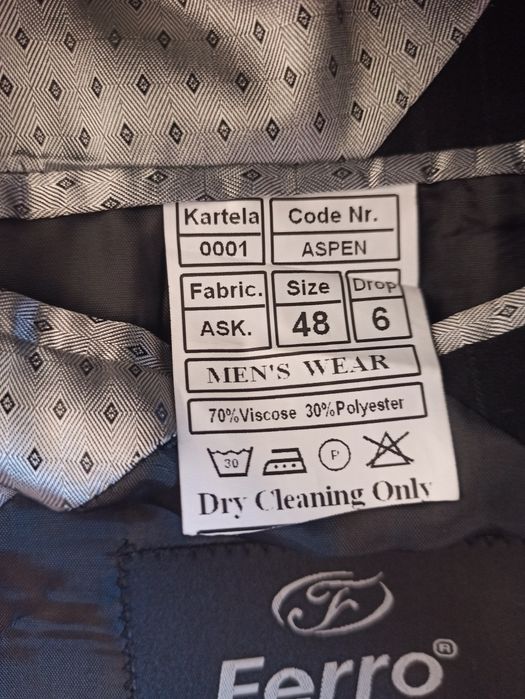 Kartela Code Nr.
0001 ASPEN
Fabric. Size Drop
ASK. 48 6
MEN'S WEAR
70%Viscose 30%Polyester
30 P
Dry Cleaning Only
F
Ferro®